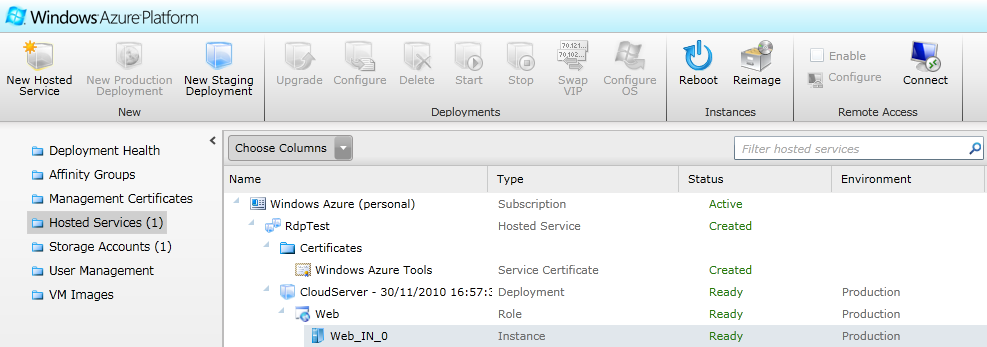 Windows Azure Platform
New Hosted Service
New Production Deployment
New Staging Deployment
Upgrade
Configure
Delete
Start
Stop
70,121...
70,102...
Swap VIP
Configure OS
Reboot
Reimage
Enable
Configure
Connect
New
Deployments
Instances
Remote Access
Deployment Health
Affinity Groups
Management Certificates
Hosted Services (1)
Storage Accounts (1)
User Management
VM Images
Choose Columns
Filter hosted services
Name Type Status Environment
Windows Azure (personal) Subscription Active
RdpTest Hosted Service Created
Certificates
Windows Azure Tools Service Certificate Created
CloudServer - 30/11/2010 16:57:3 Deployment Ready Production
Web Role Ready Production
Web_IN_0 Instance Ready Production